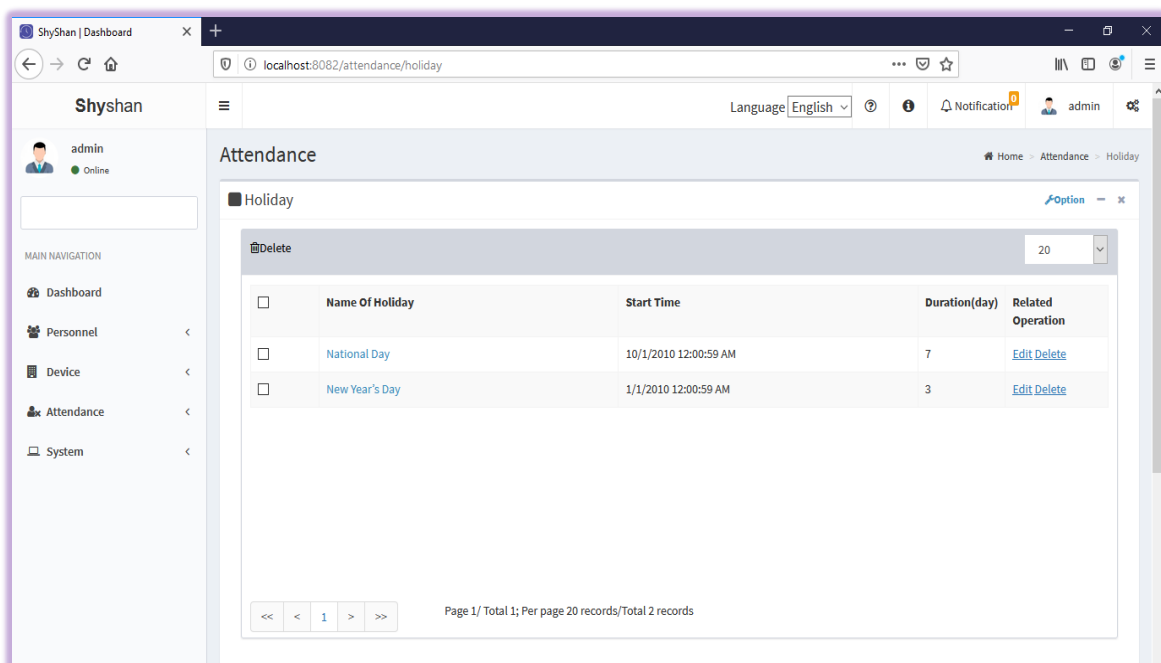 ShyShan | Dashboard
localhost:8082/attendance/holiday
Shyshan
Language English
Notification 0
admin
admin
Online
Attendance
Home > Attendance > Holiday
Holiday
Option
MAIN NAVIGATION
Dashboard
Personnel
Device
Attendance
System
Delete
20
Name Of Holiday Start Time Duration(day) Related
Operation
National Day 10/1/2010 12:00:59 AM 7 Edit Delete
New Year's Day 1/1/2010 12:00:59 AM 3 Edit Delete
<< < 1 > >>
Page 1/ Total 1; Per page 20 records/Total 2 records